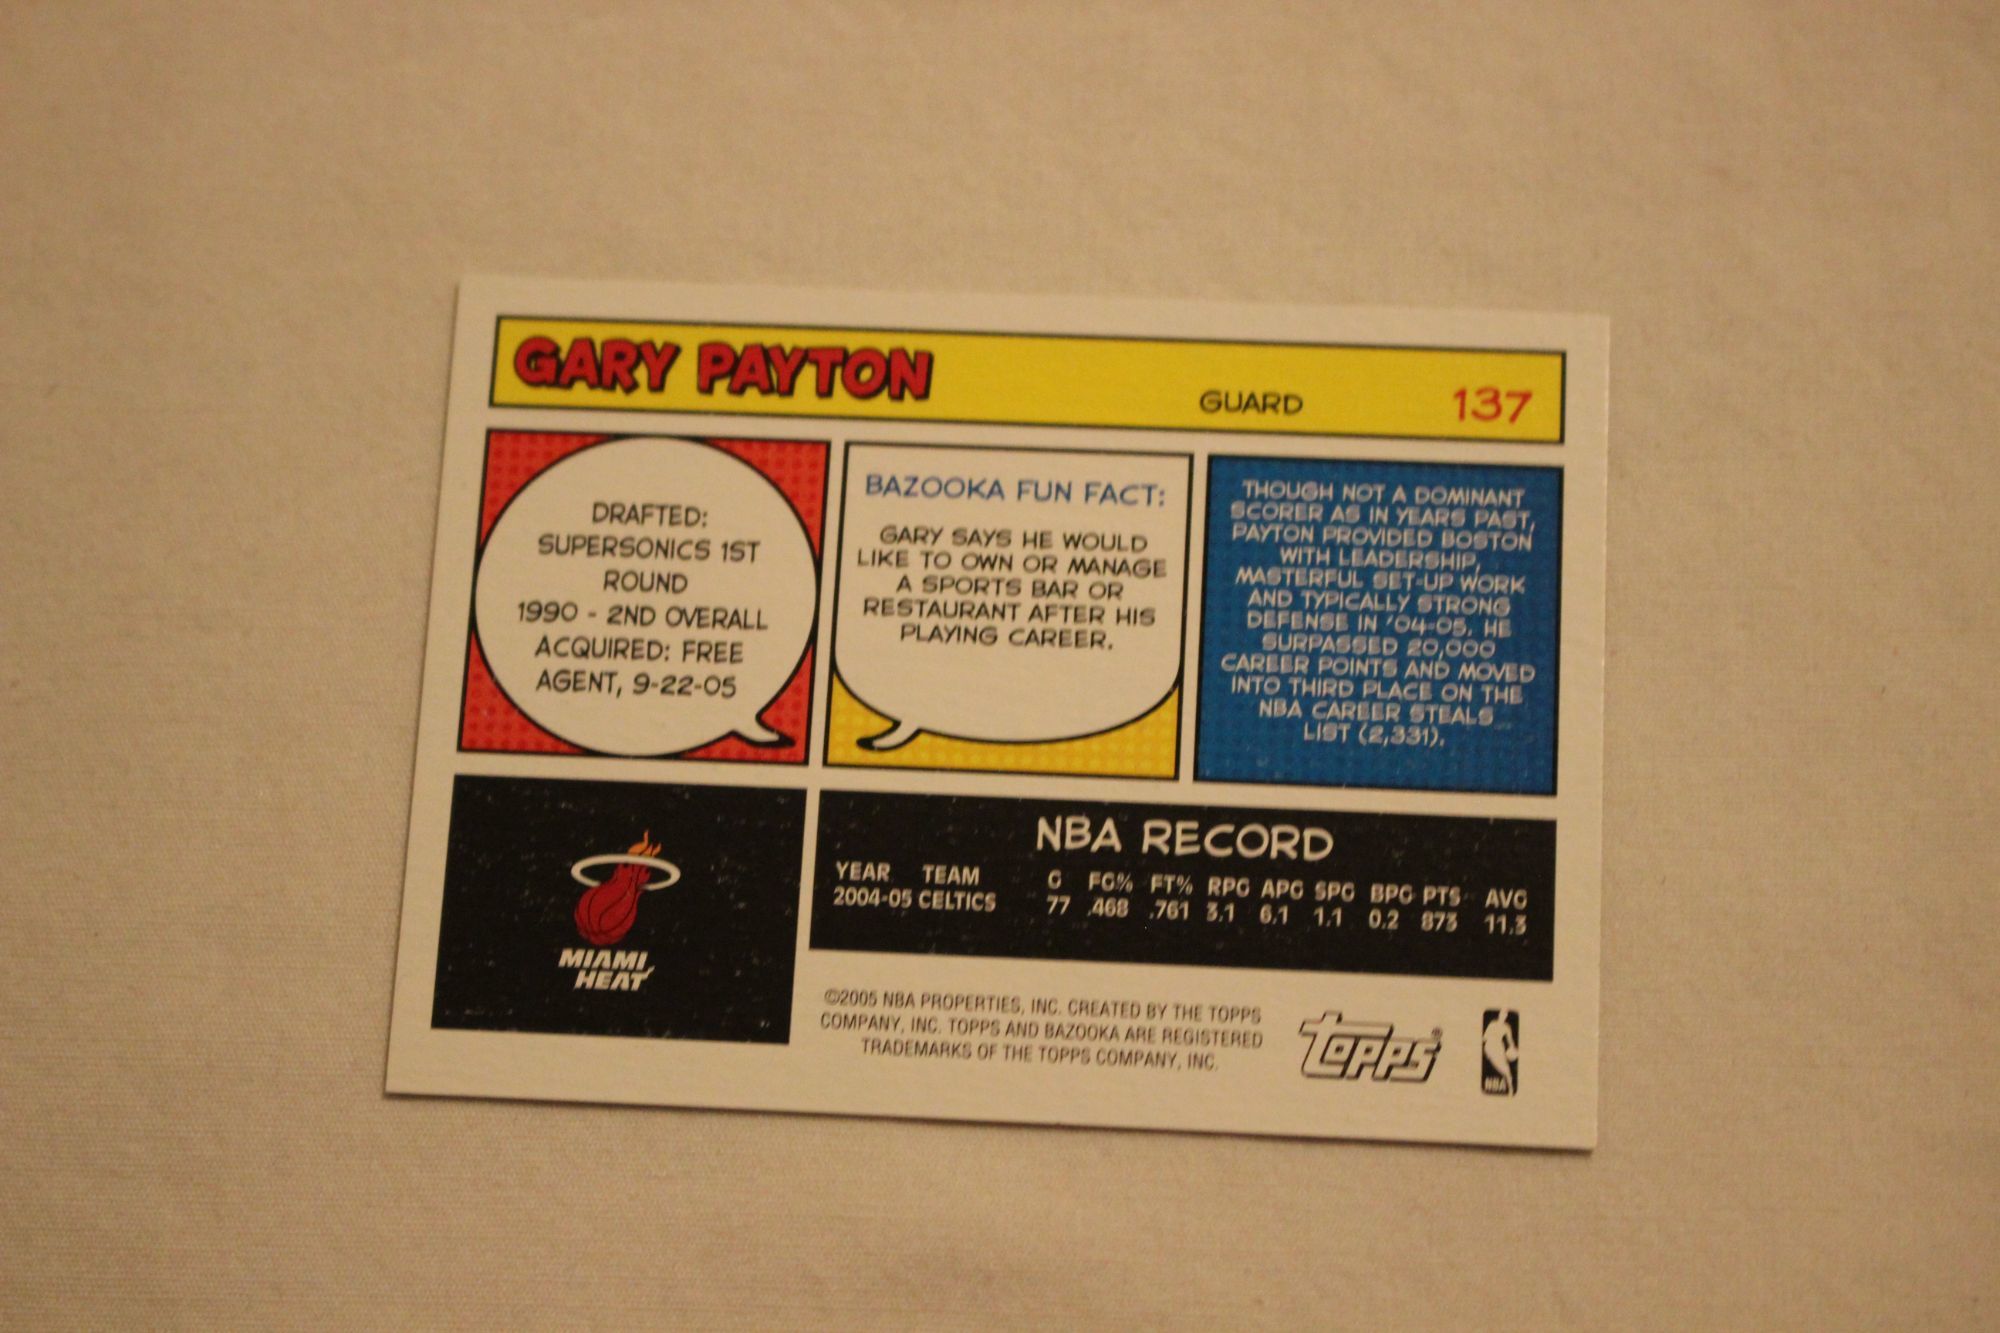 GARY PAYTON
GUARD
137
DRAFTED:
SUPERSONICS 1ST
ROUND
1990 - 2ND OVERALL
ACQUIRED: FREE
AGENT, 9-22-05
BAZOOKA FUN FACT:
GARY SAYS HE WOULD
LIKE TO OWN OR MANAGE
A SPORTS BAR OR
RESTAURANT AFTER HIS
PLAYING CAREER.
THOUGH NOT A DOMINANT
SCORER AS IN YEARS PAST,
PAYTON PROVIDED BOSTON
WITH LEADERSHIP,
MASTERFUL SET-UP WORK
AND TYPICALLY STRONG
DEFENSE IN '04-05. HE
SURPASSED 20,000
CAREER POINTS AND MOVED
INTO THIRD PLACE ON THE
NBA CAREER STEALS
LIST (2,331).
MIAMI
HEAT
NBA RECORD
YEAR TEAM G FG% FT% RPG APG SPG BPG PTS AVG
2004-05 CELTICS 77 .468 .761 3.1 6.1 1.1 0.2 873 11.3
©2005 NBA PROPERTIES, INC. CREATED BY THE TOPPS
COMPANY, INC. TOPPS AND BAZOOKA ARE REGISTERED
TRADEMARKS OF THE TOPPS COMPANY, INC.
Topps®
NBA